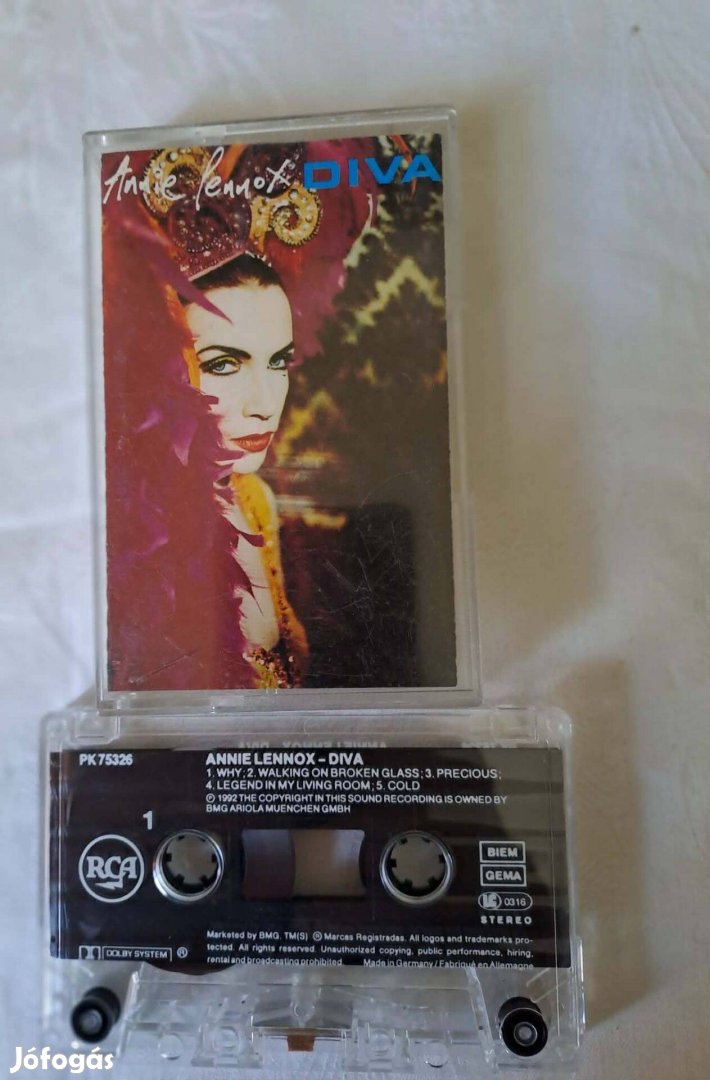 Annie Lennox DIVA
PK 75326
ANNIE LENNOX – DIVA
1. WHY; 2. WALKING ON BROKEN GLASS; 3. PRECIOUS;
4. LEGEND IN MY LIVING ROOM; 5. COLD
℗ 1992 THE COPYRIGHT IN THIS SOUND RECORDING IS OWNED BY
BMG ARIOLA MUENCHEN GMBH
1
RCA
BIEM
GEMA
LC 0316
STEREO
Marketed by BMG. TM(S) ® Marcas Registradas. All logos and trademarks pro-
tected. All rights reserved. Unauthorized copying, public performance, hiring,
rental and broadcasting prohibited. Made in Germany / Fabriqué en Allemagne
DOLBY SYSTEM ®
Jófogás